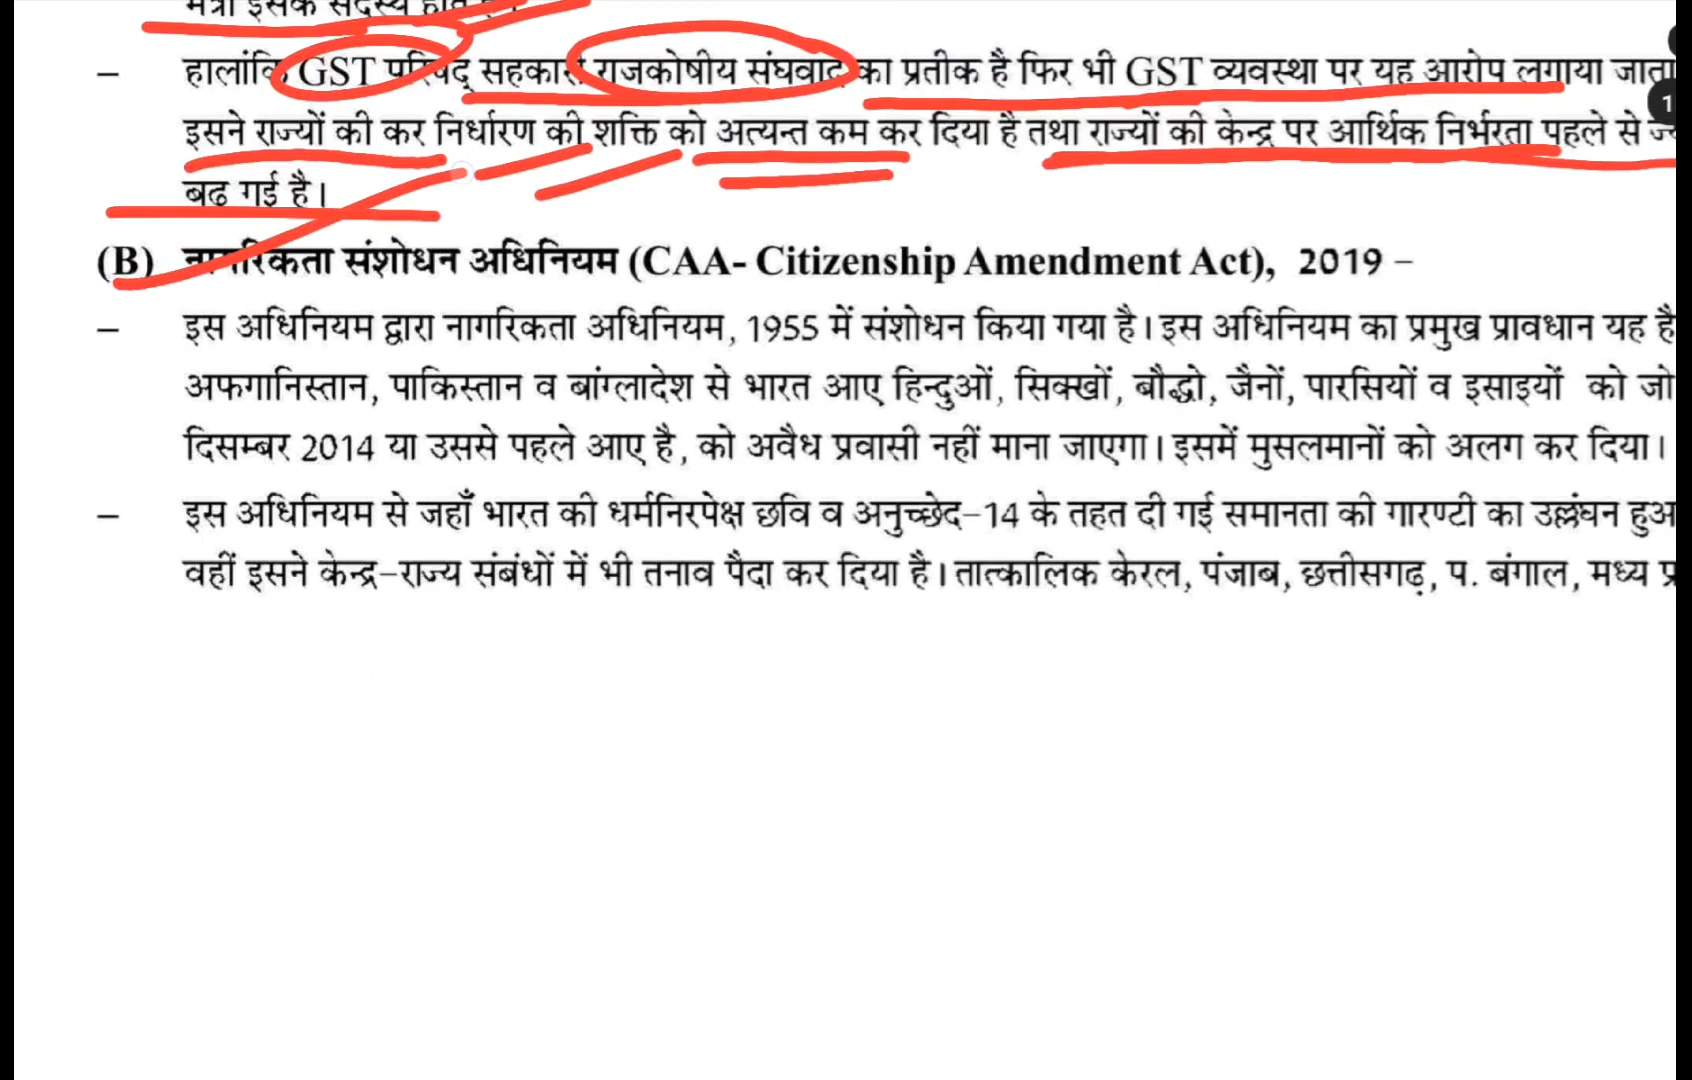 मंत्री इसके सदस्य होते हैं।
– हालांकि GST परिषद् सहकारी राजकोषीय संघवाद का प्रतीक है फिर भी GST व्यवस्था पर यह आरोप लगाया जाता
इसने राज्यों की कर निर्धारण की शक्ति को अत्यन्त कम कर दिया है तथा राज्यों की केन्द्र पर आर्थिक निर्भरता पहले से
बढ गई है।
(B) नागरिकता संशोधन अधिनियम (CAA- Citizenship Amendment Act), 2019 –
– इस अधिनियम द्वारा नागरिकता अधिनियम, 1955 में संशोधन किया गया है। इस अधिनियम का प्रमुख प्रावधान यह है
अफगानिस्तान, पाकिस्तान व बांग्लादेश से भारत आए हिन्दुओं, सिक्खों, बौद्धो, जैनों, पारसियों व इसाइयों को जो
दिसम्बर 2014 या उससे पहले आए है, को अवैध प्रवासी नहीं माना जाएगा। इसमें मुसलमानों को अलग कर दिया।
– इस अधिनियम से जहाँ भारत की धर्मनिरपेक्ष छवि व अनुच्छेद-14 के तहत दी गई समानता की गारण्टी का उल्लंघन
वहीं इसने केन्द्र-राज्य संबंधों में भी तनाव पैदा कर दिया है। तात्कालिक केरल, पंजाब, छत्तीसगढ़, प. बंगाल, मध्य